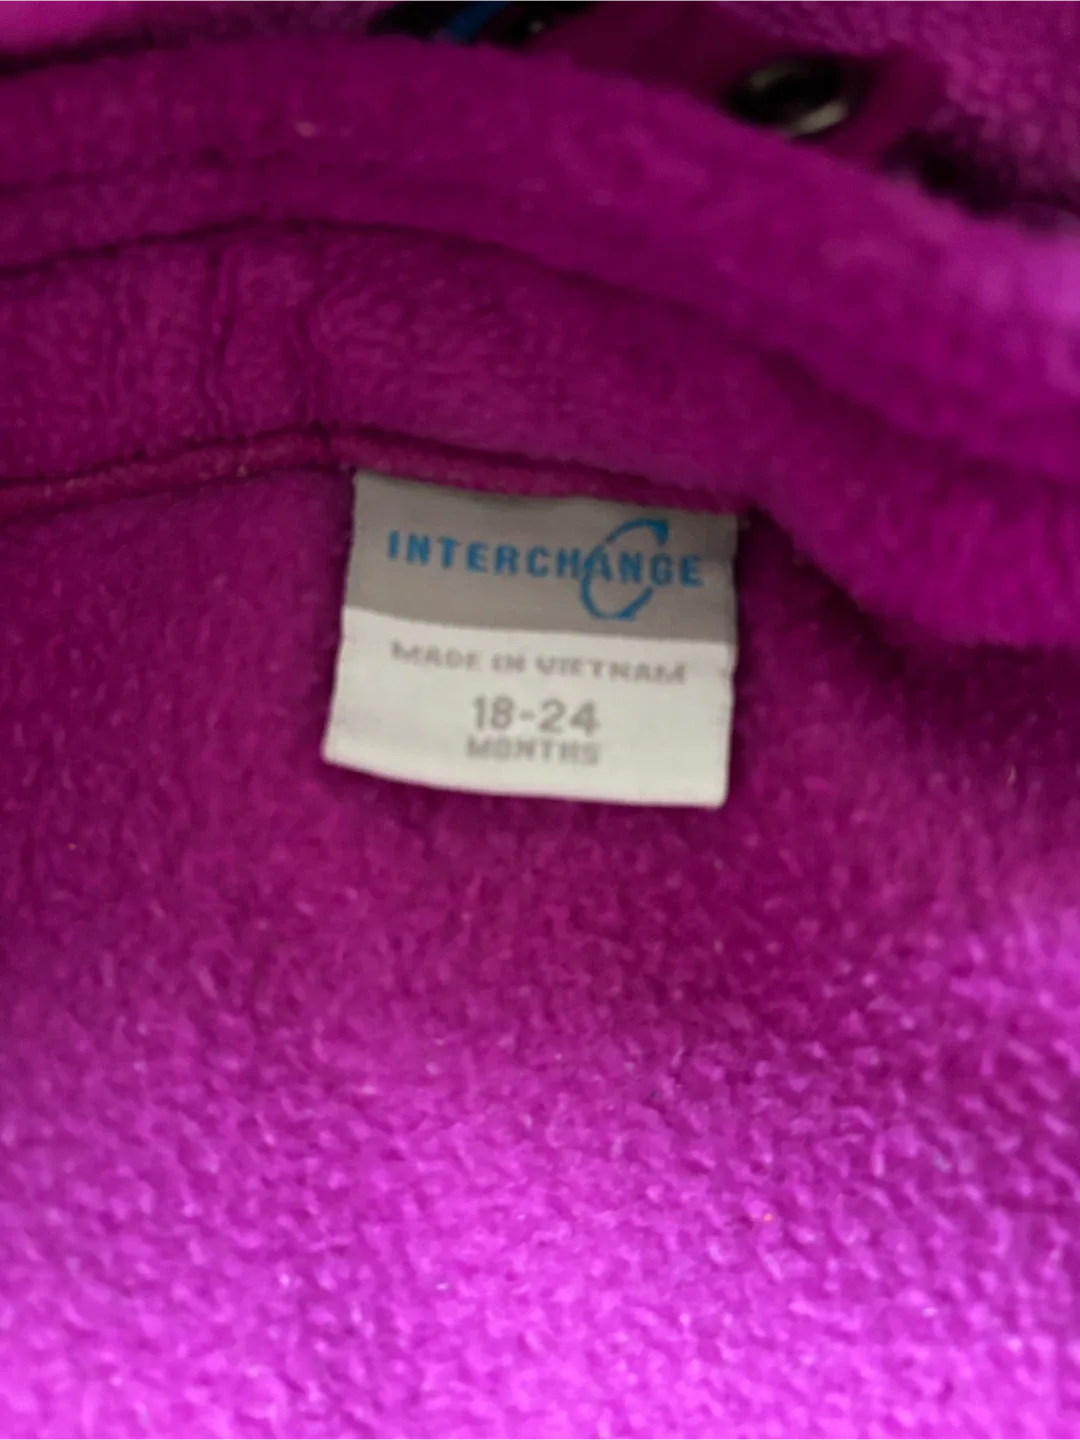 INTERCHANGE
MADE IN VIETNAM
18-24
MONTHS